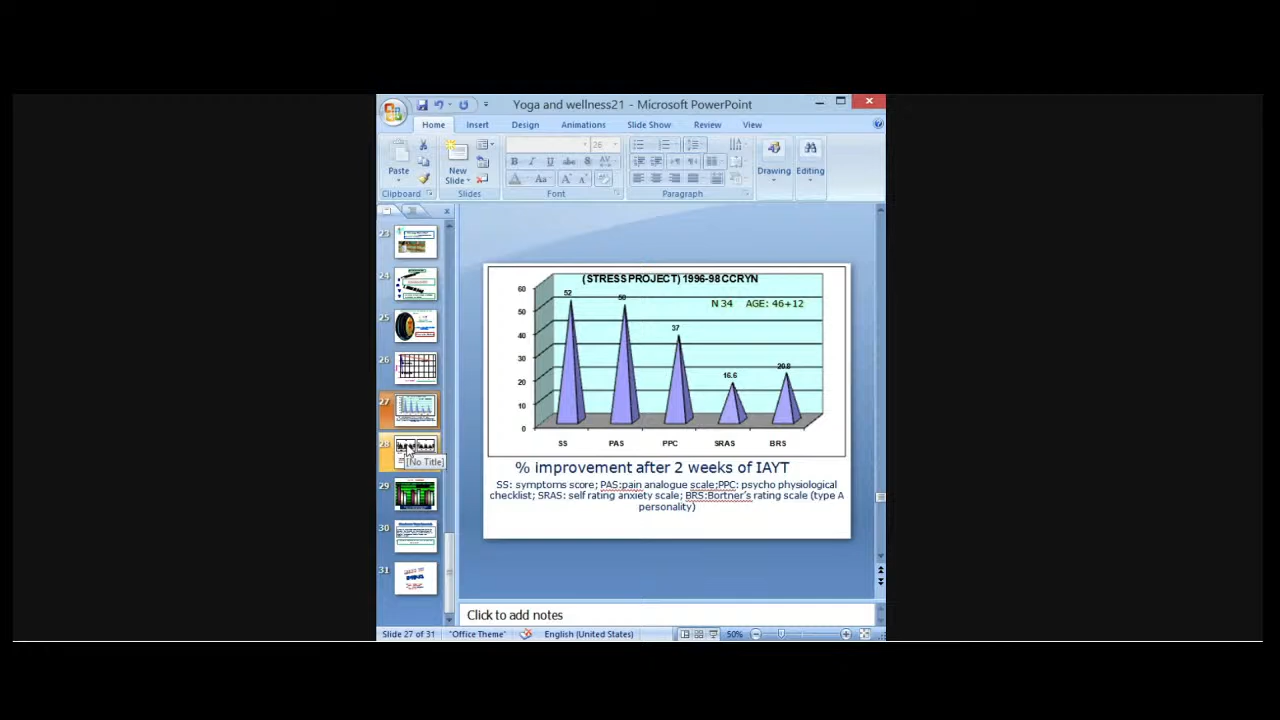 Yoga and wellness21 - Microsoft PowerPoint
Home Insert Design Animations Slide Show Review View
Paste
New Slide
26
Drawing
Editing
Clipboard
Slides
Font
Paragraph
23
24
25
26
27
28
[No Title]
29
30
31
(STRESS PROJECT) 1996-98 CCRYN
N 34 AGE: 46+12
60
50
40
30
20
10
0
52
50
37
16.6
20.8
SS PAS PPC SRAS BRS
% improvement after 2 weeks of IAYT
SS: symptoms score; PAS:pain analogue scale;PPC: psycho physiological
checklist; SRAS: self rating anxiety scale; BRS:Bortner's rating scale (type A
personality)
Click to add notes
Slide 27 of 31 "Office Theme" English (United States) 50%